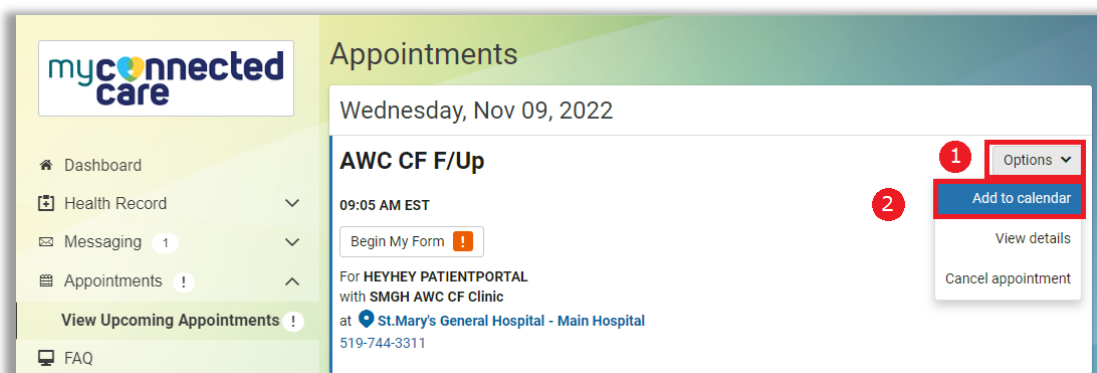 myconnected
care
Dashboard
Health Record
Messaging 1
Appointments !
View Upcoming Appointments !
FAQ
Appointments
Wednesday, Nov 09, 2022
AWC CF F/Up
1 Options
09:05 AM EST
2 Add to calendar
Begin My Form !
View details
For HEYHEY PATIENTPORTAL
Cancel appointment
with SMGH AWC CF Clinic
at St.Mary's General Hospital - Main Hospital
519-744-3311